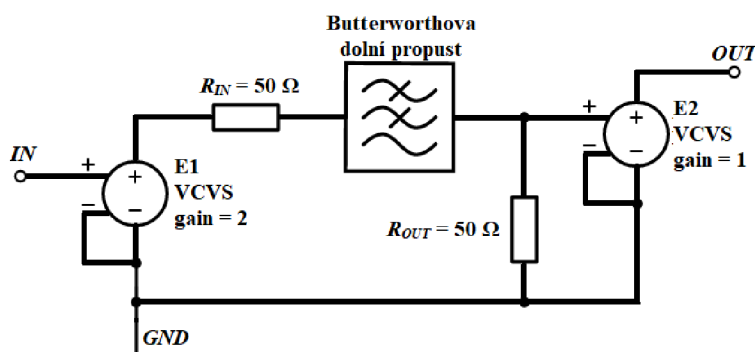 Butterworthova
dolní propust
OUT
R_IN = 50 Ω
IN
+
−
+
−
E1
VCVS
gain = 2
+
−
+
−
E2
VCVS
gain = 1
R_OUT = 50 Ω
GND